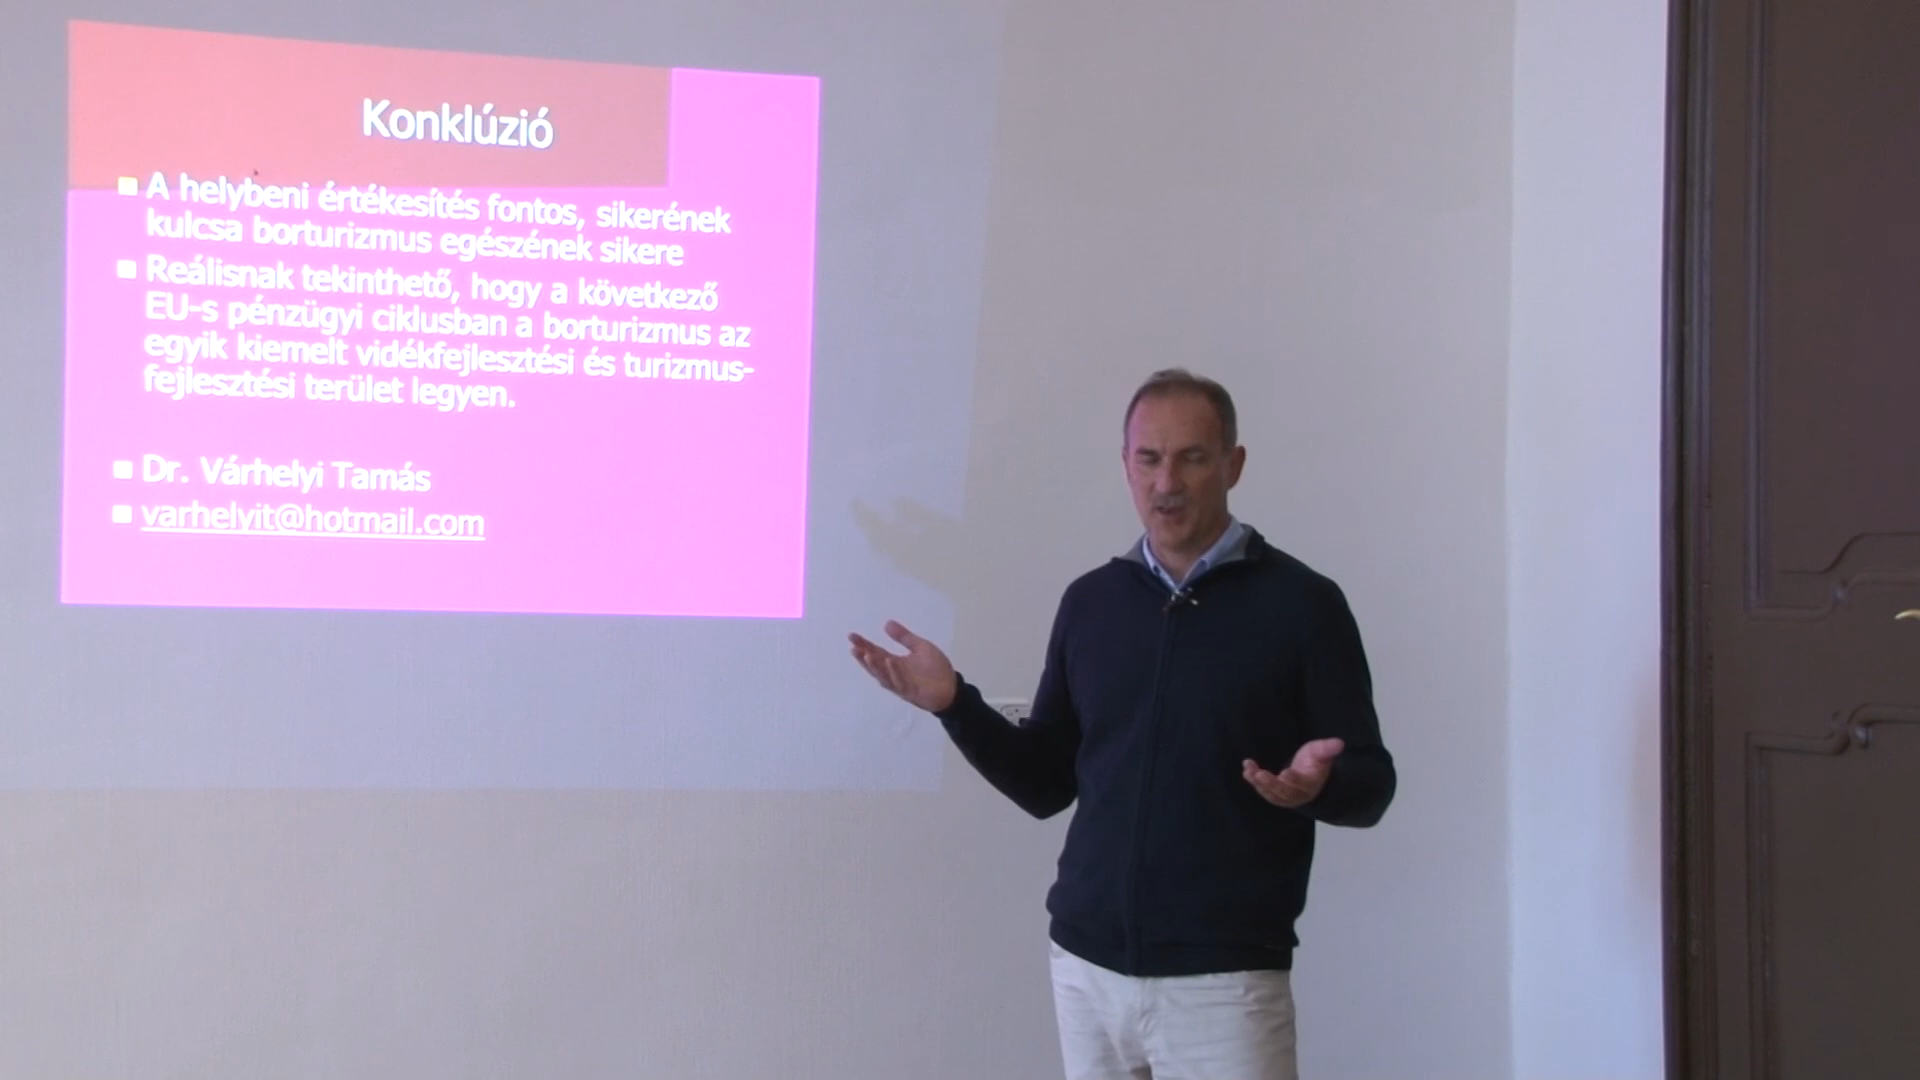 Konklúzió
A helybeni értékesítés fontos, sikerének
kulcsa borturizmus egészének sikere
Reálisnak tekinthető, hogy a következő
EU-s pénzügyi ciklusban a borturizmus az
egyik kiemelt vidékfejlesztési és turizmus-
fejlesztési terület legyen.
Dr. Várhelyi Tamás
varhelyit@hotmail.com